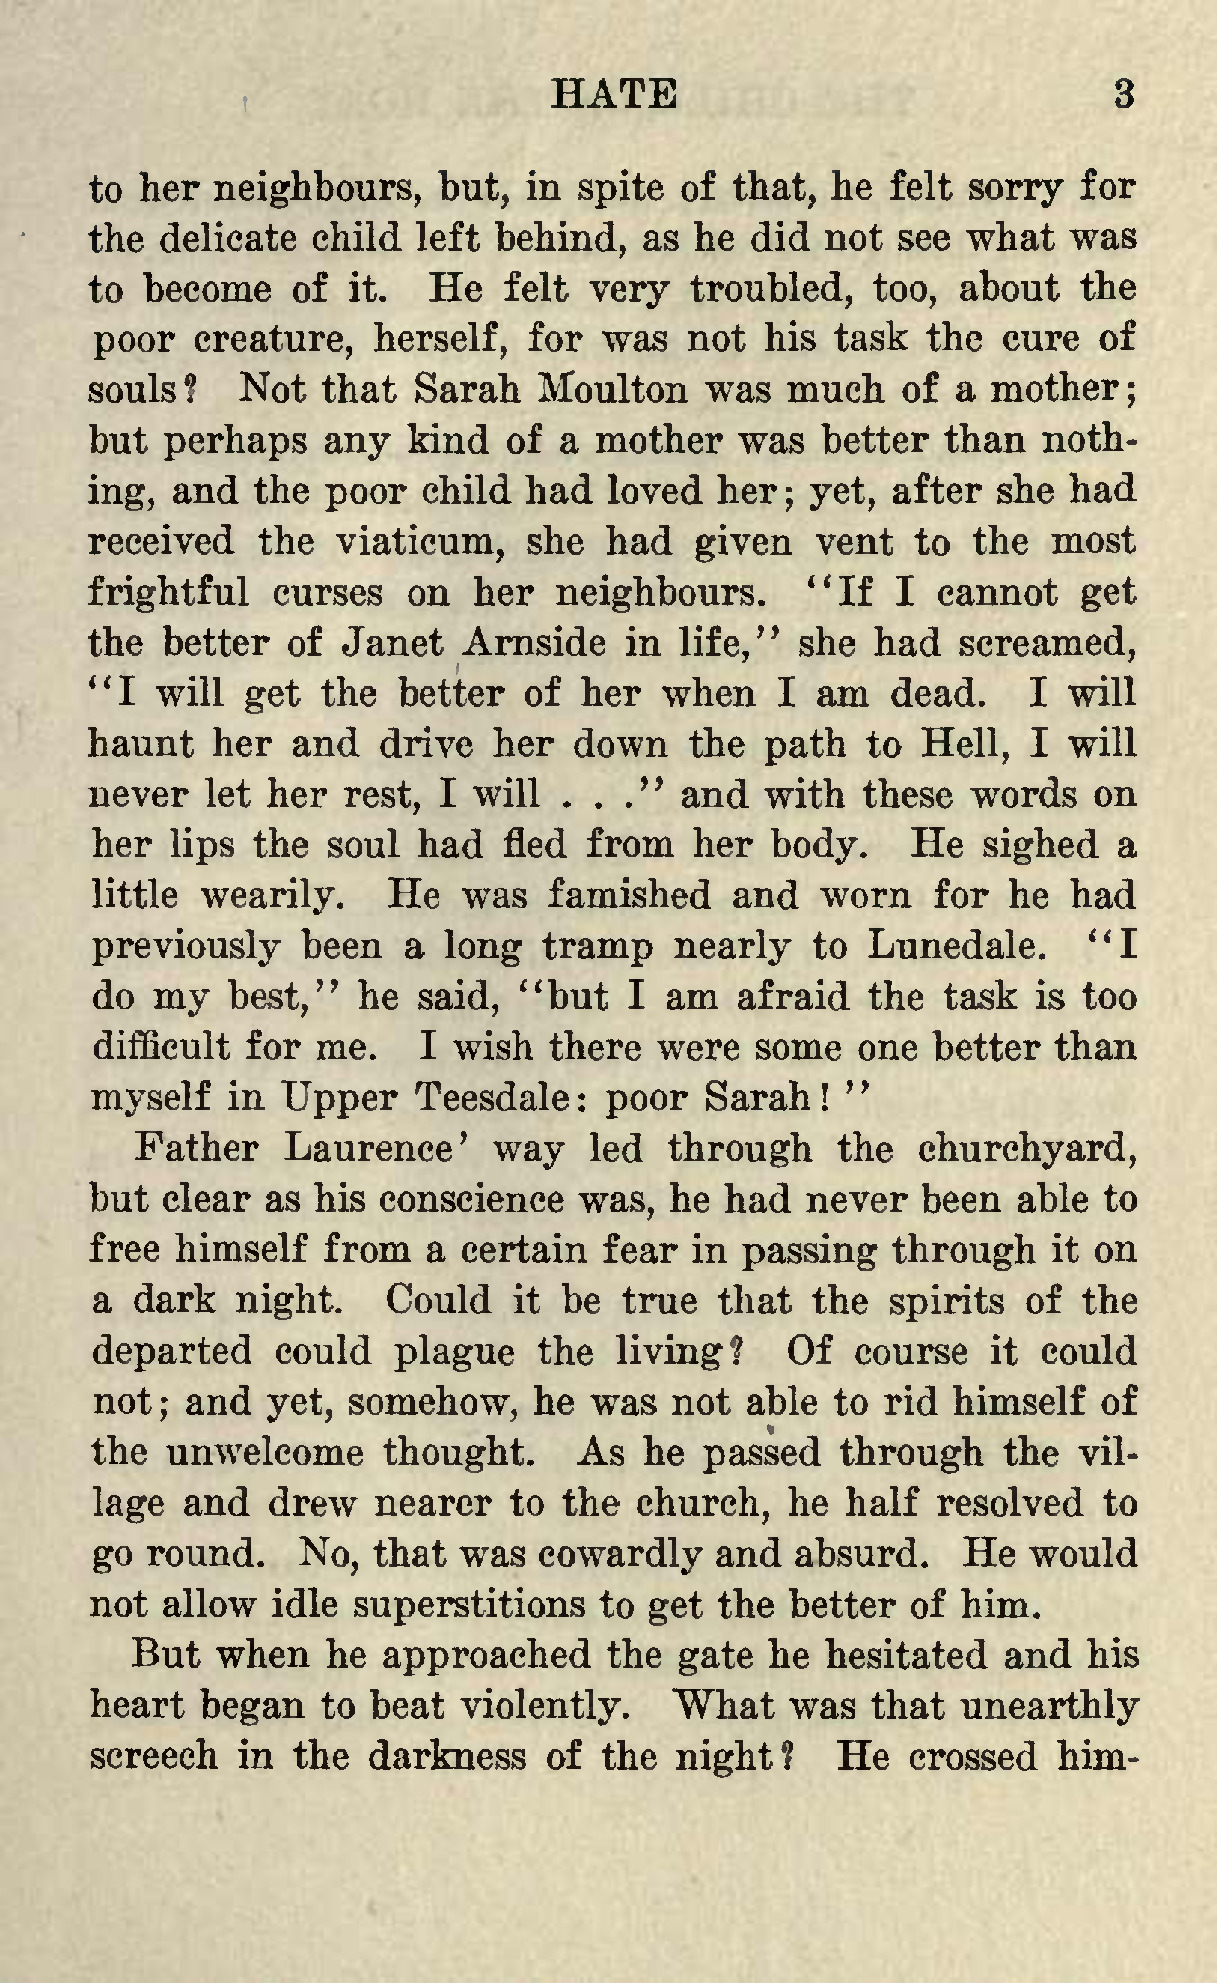 HATE 3
to her neighbours, but, in spite of that, he felt sorry for
the delicate child left behind, as he did not see what was
to become of it. He felt very troubled, too, about the
poor creature, herself, for was not his task the cure of
souls? Not that Sarah Moulton was much of a mother;
but perhaps any kind of a mother was better than noth-
ing, and the poor child had loved her; yet, after she had
received the viaticum, she had given vent to the most
frightful curses on her neighbours. "If I cannot get
the better of Janet Arnside in life," she had screamed,
"I will get the better of her when I am dead. I will
haunt her and drive her down the path to Hell, I will
never let her rest, I will . . ." and with these words on
her lips the soul had fled from her body. He sighed a
little wearily. He was famished and worn for he had
previously been a long tramp nearly to Lunedale. "I
do my best," he said, "but I am afraid the task is too
difficult for me. I wish there were some one better than
myself in Upper Teesdale: poor Sarah! "
Father Laurence' way led through the churchyard,
but clear as his conscience was, he had never been able to
free himself from a certain fear in passing through it on
a dark night. Could it be true that the spirits of the
departed could plague the living? Of course it could
not; and yet, somehow, he was not able to rid himself of
the unwelcome thought. As he passed through the vil-
lage and drew nearer to the church, he half resolved to
go round. No, that was cowardly and absurd. He would
not allow idle superstitions to get the better of him.
But when he approached the gate he hesitated and his
heart began to beat violently. What was that unearthly
screech in the darkness of the night? He crossed him-